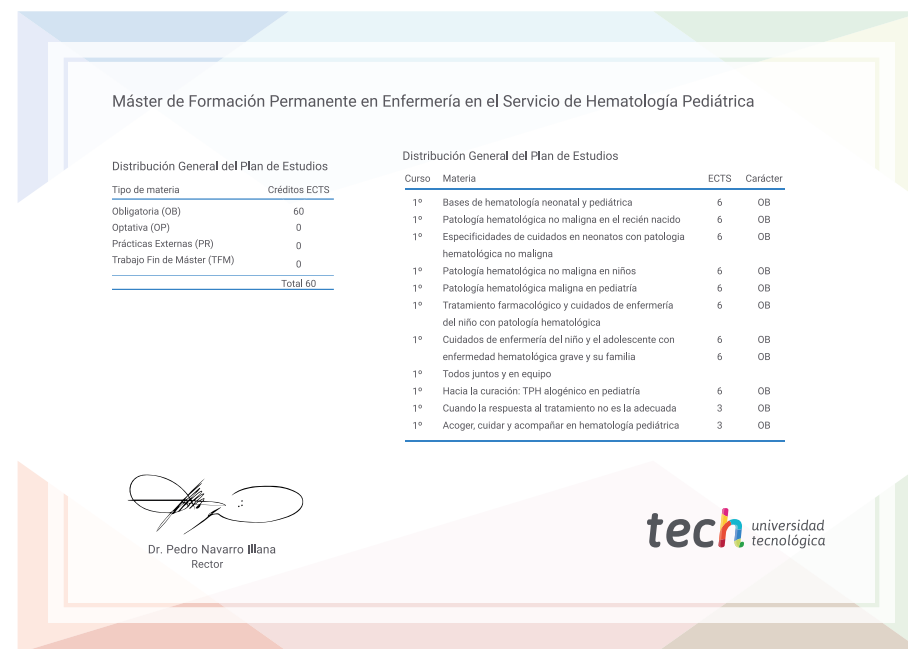 Máster de Formación Permanente en Enfermería en el Servicio de Hematología Pediátrica
Distribución General del Plan de Estudios
Tipo de materia Créditos ECTS
Obligatoria (OB) 60
Optativa (OP) 0
Prácticas Externas (PR) 0
Trabajo Fin de Máster (TFM) 0
Total 60
Distribución General del Plan de Estudios
Curso Materia ECTS Carácter
1º Bases de hematología neonatal y pediátrica 6 OB
1º Patología hematológica no maligna en el recién nacido 6 OB
1º Especificidades de cuidados en neonatos con patologia 6 OB
hematológica no maligna
1º Patología hematológica no maligna en niños 6 OB
1º Patología hematológica maligna en pediatría 6 OB
1º Tratamiento farmacológico y cuidados de enfermería 6 OB
del niño con patología hematológica
1º Cuidados de enfermería del niño y el adolescente con 6 OB
enfermedad hematológica grave y su familia 6 OB
1º Todos juntos y en equipo
1º Hacia la curación: TPH alogénico en pediatría 6 OB
1º Cuando la respuesta al tratamiento no es la adecuada 3 OB
1º Acoger, cuidar y acompañar en hematología pediátrica 3 OB
Dr. Pedro Navarro Illana
Rector
tech universidad
tecnológica